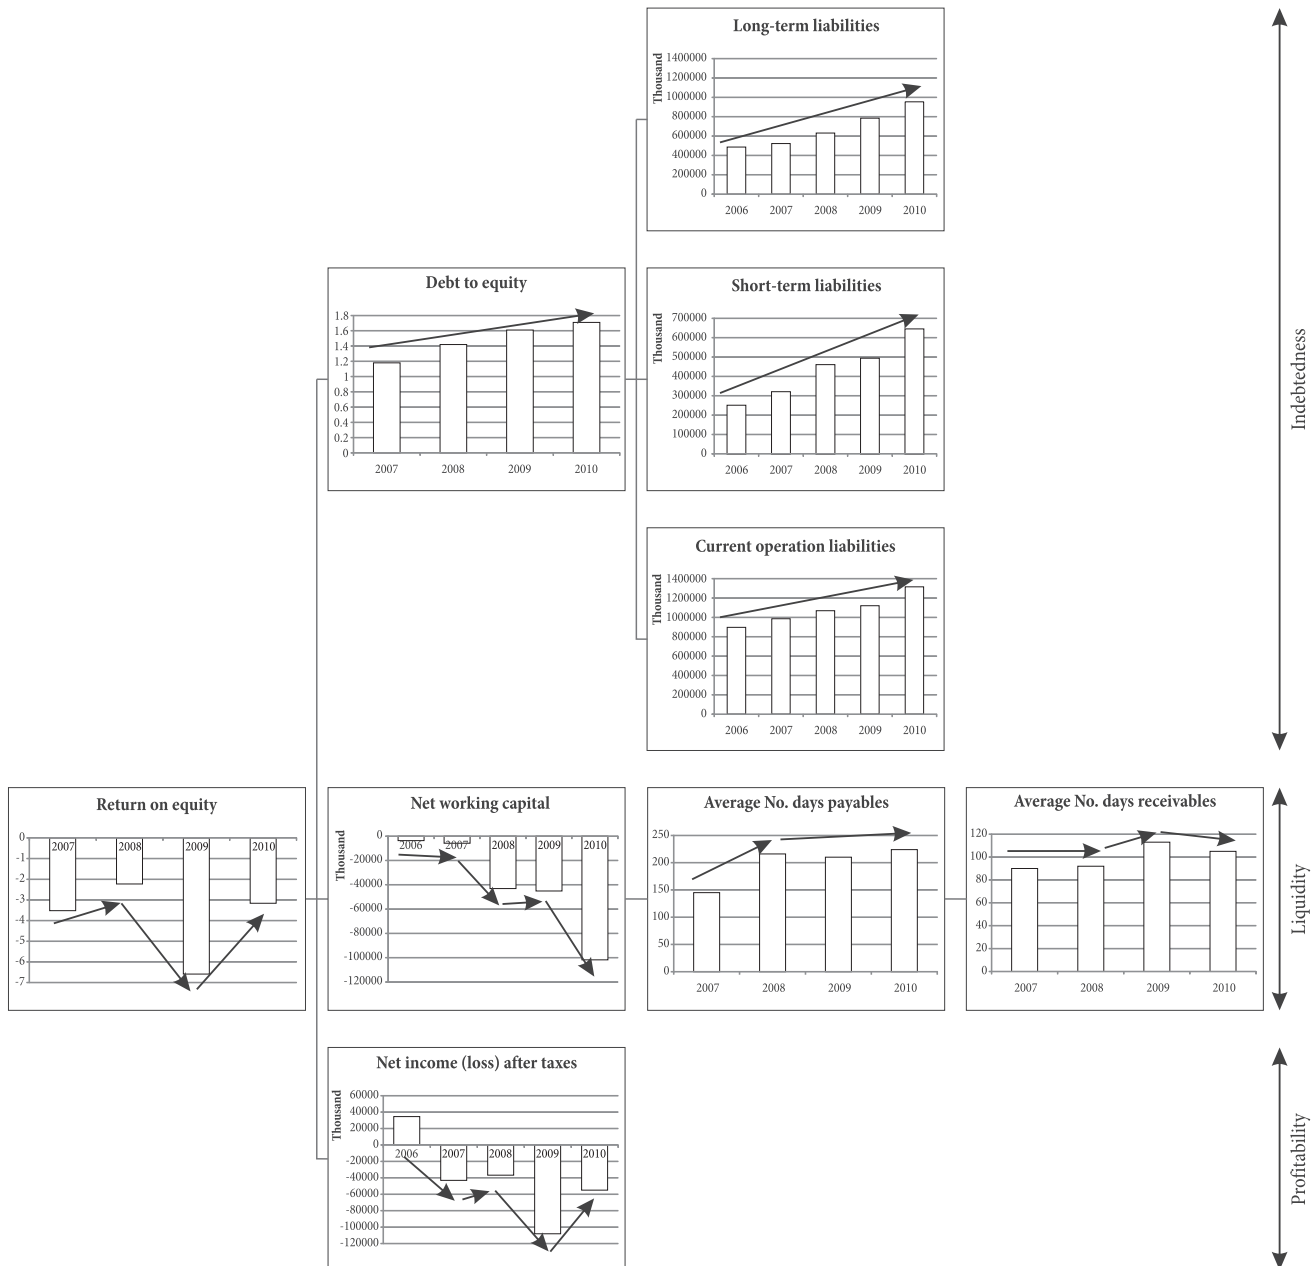 Long-term liabilities
Thousand
1400000
1200000
1000000
800000
600000
400000
200000
0
2006 2007 2008 2009 2010
Debt to equity
1.8
1.6
1.4
1.2
1
0.8
0.6
0.4
0.2
0
2007 2008 2009 2010
Short-term liabilities
Thousand
700000
600000
500000
400000
300000
200000
100000
0
2006 2007 2008 2009 2010
Current operation liabilities
Thousand
1400000
1200000
1000000
800000
600000
400000
200000
0
2006 2007 2008 2009 2010
Indebtedness
Return on equity
0
-1
-2
-3
-4
-5
-6
-7
2007 2008 2009 2010
Net working capital
Thousand
0
-20000
-40000
-60000
-80000
-100000
-120000
2006 2007 2008 2009 2010
Average No. days payables
250
200
150
100
50
0
2007 2008 2009 2010
Average No. days receivables
120
100
80
60
40
20
0
2007 2008 2009 2010
Liquidity
Net income (loss) after taxes
Thousand
60000
40000
20000
0
-20000
-40000
-60000
-80000
-100000
-120000
2006 2007 2008 2009 2010
Profitability